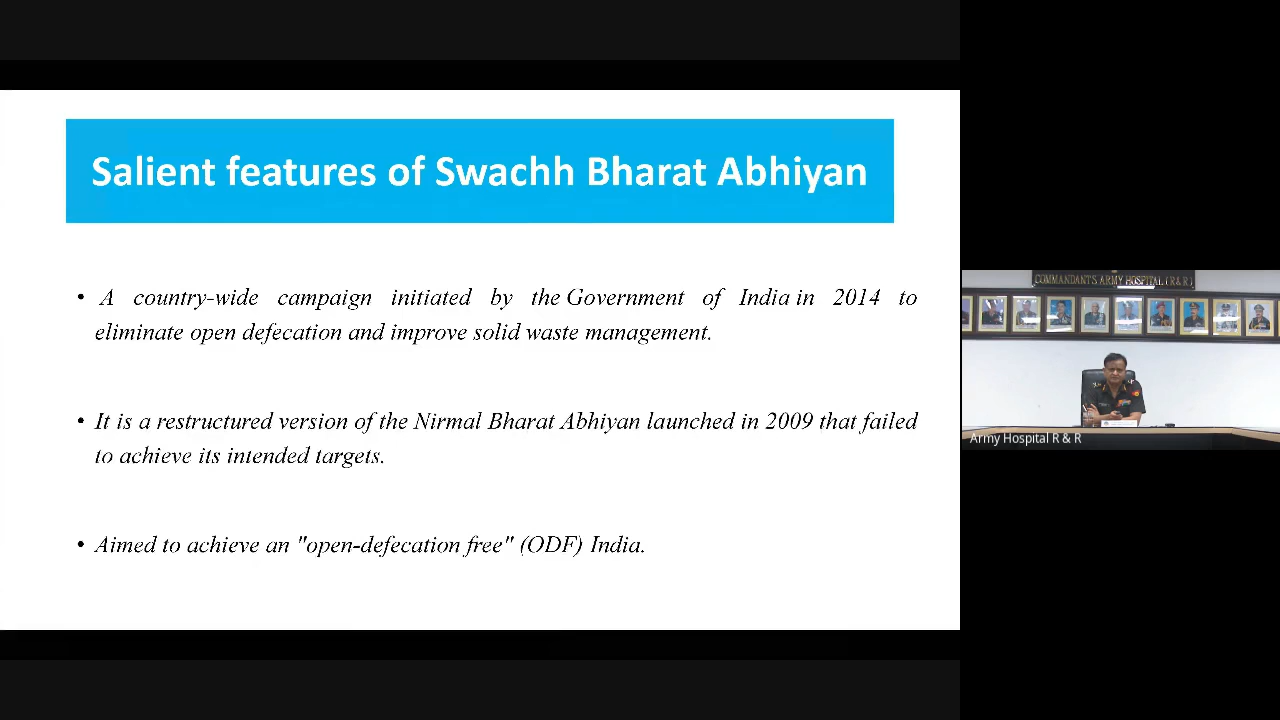 Salient features of Swachh Bharat Abhiyan
• A country-wide campaign initiated by the Government of India in 2014 to
eliminate open defecation and improve solid waste management.
• It is a restructured version of the Nirmal Bharat Abhiyan launched in 2009 that failed
to achieve its intended targets.
• Aimed to achieve an "open-defecation free" (ODF) India.
COMMANDANT'S ARMY HOSPITAL (R&R)
Army Hospital R & R